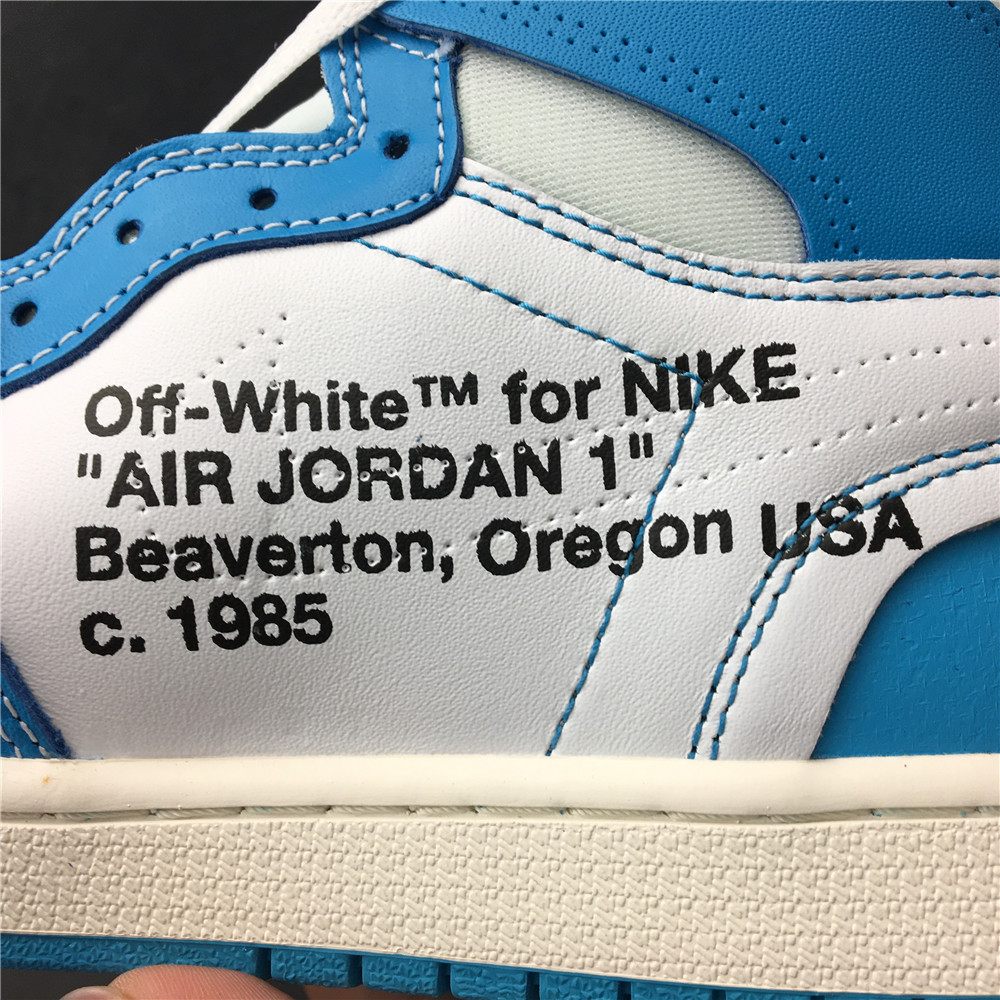 Off-White™ for NIKE
"AIR JORDAN 1"
Beaverton, Oregon USA
c. 1985